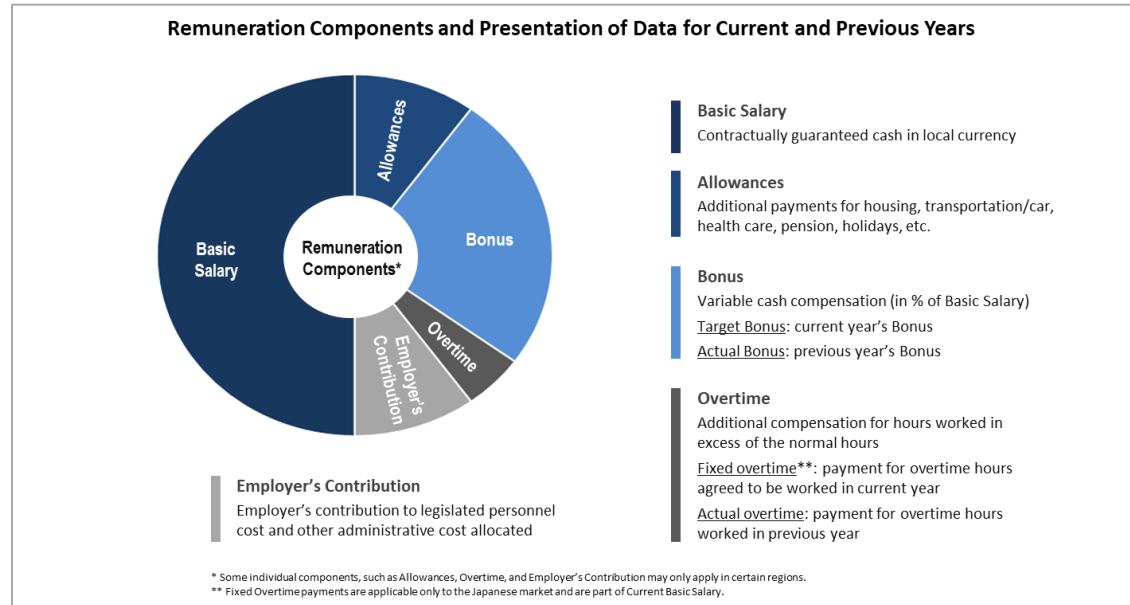 Remuneration Components and Presentation of Data for Current and Previous Years
Allowances
Bonus
Overtime
Employer's
Contribution
Basic
Salary
Remuneration
Components*
Basic Salary
Contractually guaranteed cash in local currency
Allowances
Additional payments for housing, transportation/car,
health care, pension, holidays, etc.
Bonus
Variable cash compensation (in % of Basic Salary)
Target Bonus: current year's Bonus
Actual Bonus: previous year's Bonus
Overtime
Additional compensation for hours worked in
excess of the normal hours
Fixed overtime**: payment for overtime hours
agreed to be worked in current year
Actual overtime: payment for overtime hours
worked in previous year
Employer's Contribution
Employer's contribution to legislated personnel
cost and other administrative cost allocated
* Some individual components, such as Allowances, Overtime, and Employer's Contribution may only apply in certain regions.
** Fixed Overtime payments are applicable only to the Japanese market and are part of Current Basic Salary.